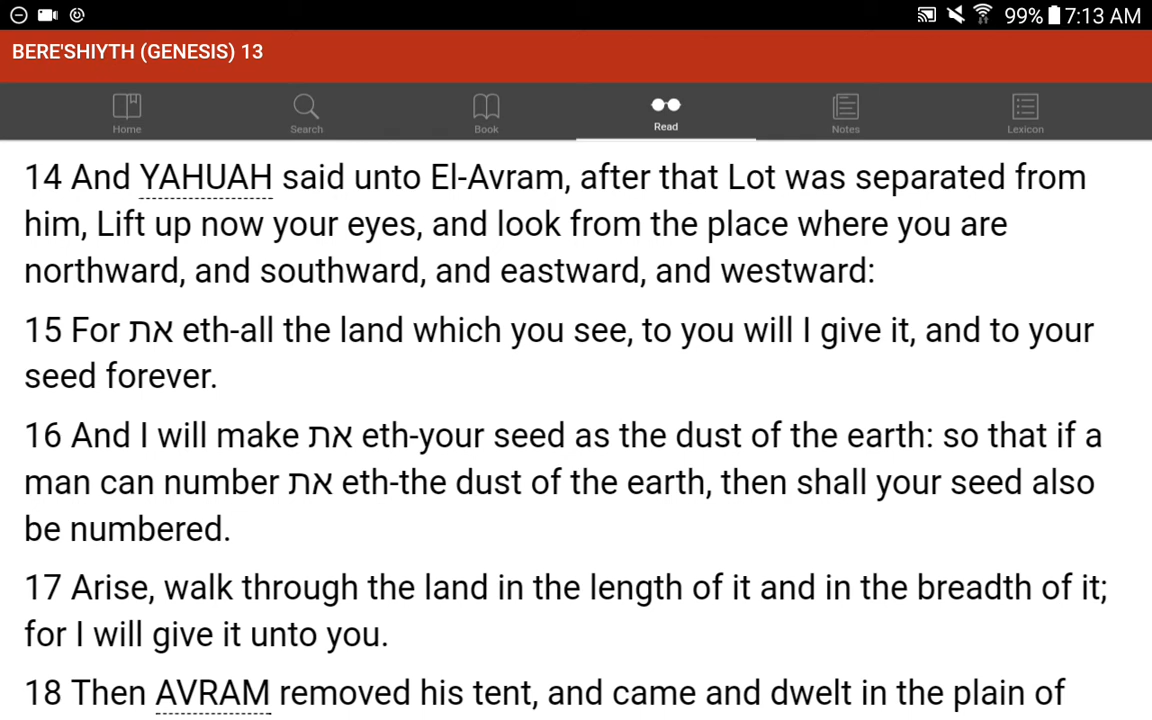 99% 7:13 AM
BERE'SHIYTH (GENESIS) 13
Home Search Book Read Notes Lexicon
14 And YAHUAH said unto El-Avram, after that Lot was separated from
him, Lift up now your eyes, and look from the place where you are
northward, and southward, and eastward, and westward:
15 For את eth-all the land which you see, to you will I give it, and to your
seed forever.
16 And I will make את eth-your seed as the dust of the earth: so that if a
man can number את eth-the dust of the earth, then shall your seed also
be numbered.
17 Arise, walk through the land in the length of it and in the breadth of it;
for I will give it unto you.
18 Then AVRAM removed his tent, and came and dwelt in the plain of